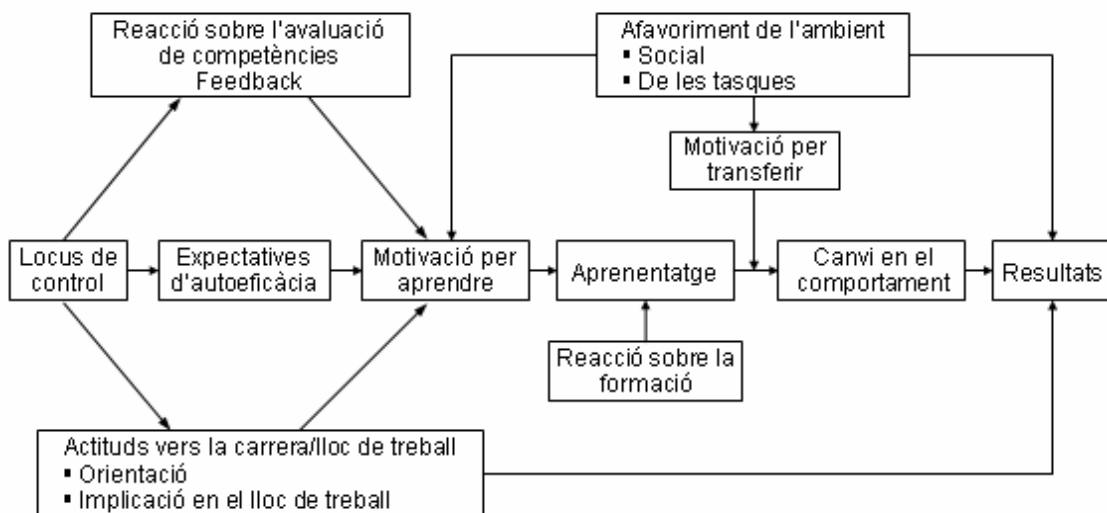 Reacció sobre l'avaluació
de competències
Feedback
Afavoriment de l'ambient
▪ Social
▪ De les tasques
Motivació per
transferir
Locus de
control
Expectatives
d'autoeficàcia
Motivació per
aprendre
Aprenentatge
Canvi en el
comportament
Resultats
Reacció sobre la
formació
Actituds vers la carrera/lloc de treball
▪ Orientació
▪ Implicació en el lloc de treball